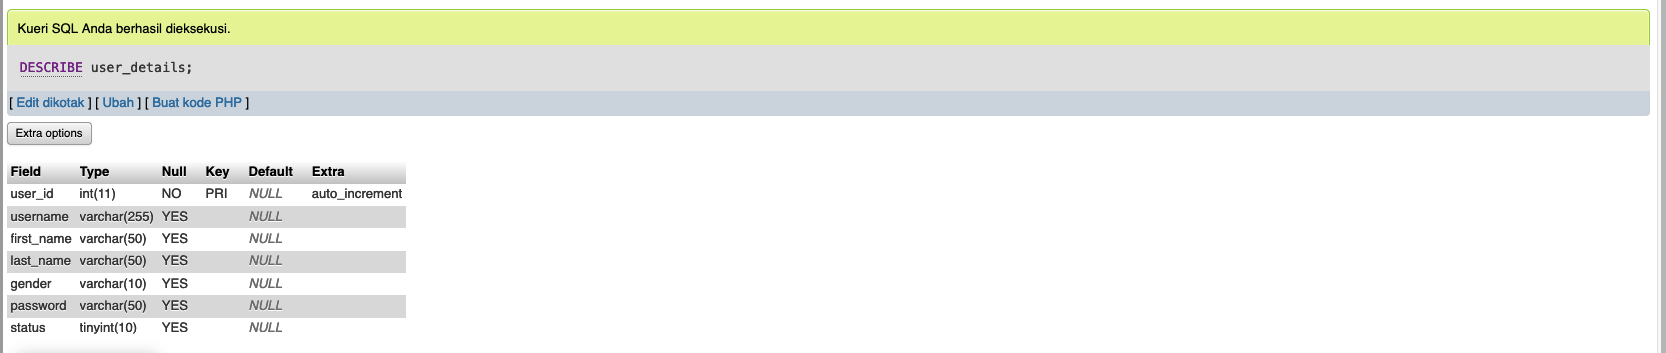 Kueri SQL Anda berhasil dieksekusi.
DESCRIBE user_details;
[ Edit dikotak ] [ Ubah ] [ Buat kode PHP ]
Extra options
Field Type Null Key Default Extra
user_id int(11) NO PRI NULL auto_increment
username varchar(255) YES NULL
first_name varchar(50) YES NULL
last_name varchar(50) YES NULL
gender varchar(10) YES NULL
password varchar(50) YES NULL
status tinyint(10) YES NULL